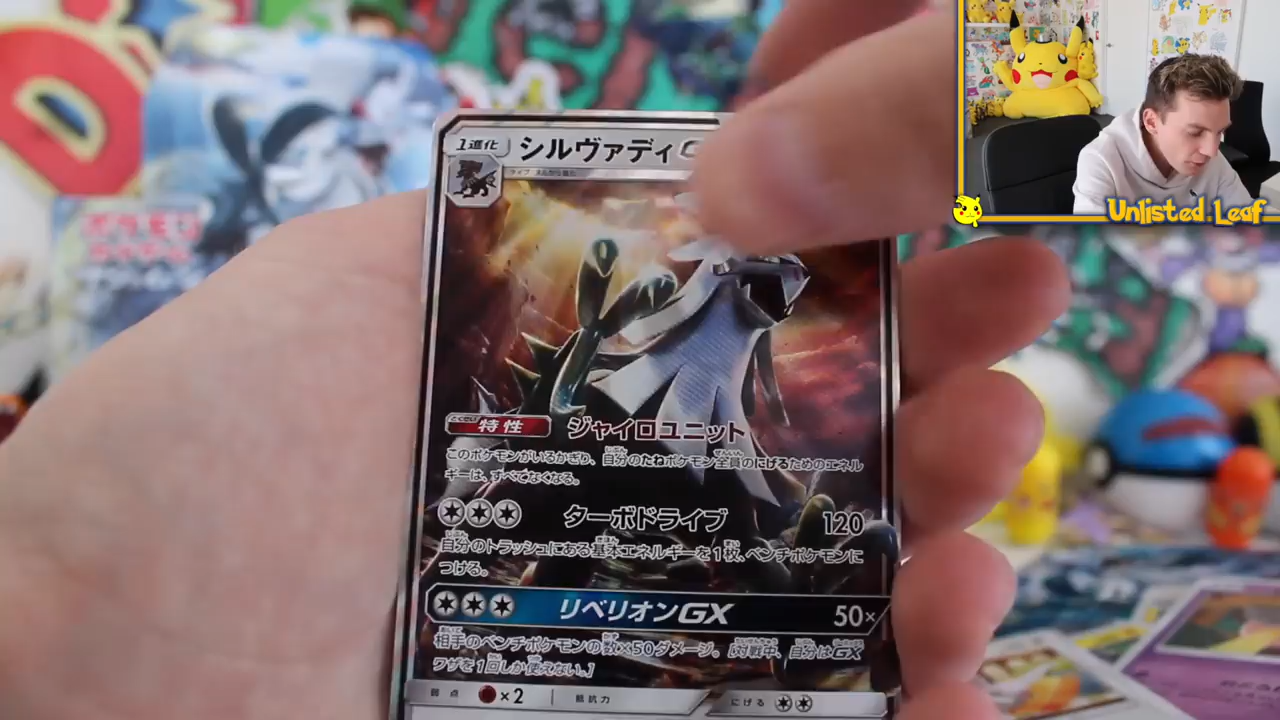 1進化 シルヴァディG
特性 ジャイロユニット
このポケモンがいるかぎり、自分のたねポケモン全員のにげるためのエネル
ギーは、すべてなくなる。
ターボドライブ 120
自分のトラッシュにある基本エネルギーを1枚、ベンチポケモンに
つける。
リベリオンGX 50×
相手のベンチポケモンの数×50ダメージ。[対戦中、自分はGX
ワザを1回しか使えない。]
弱点 ×2 抵抗力 にげる
Unlisted Leaf
ポケモン